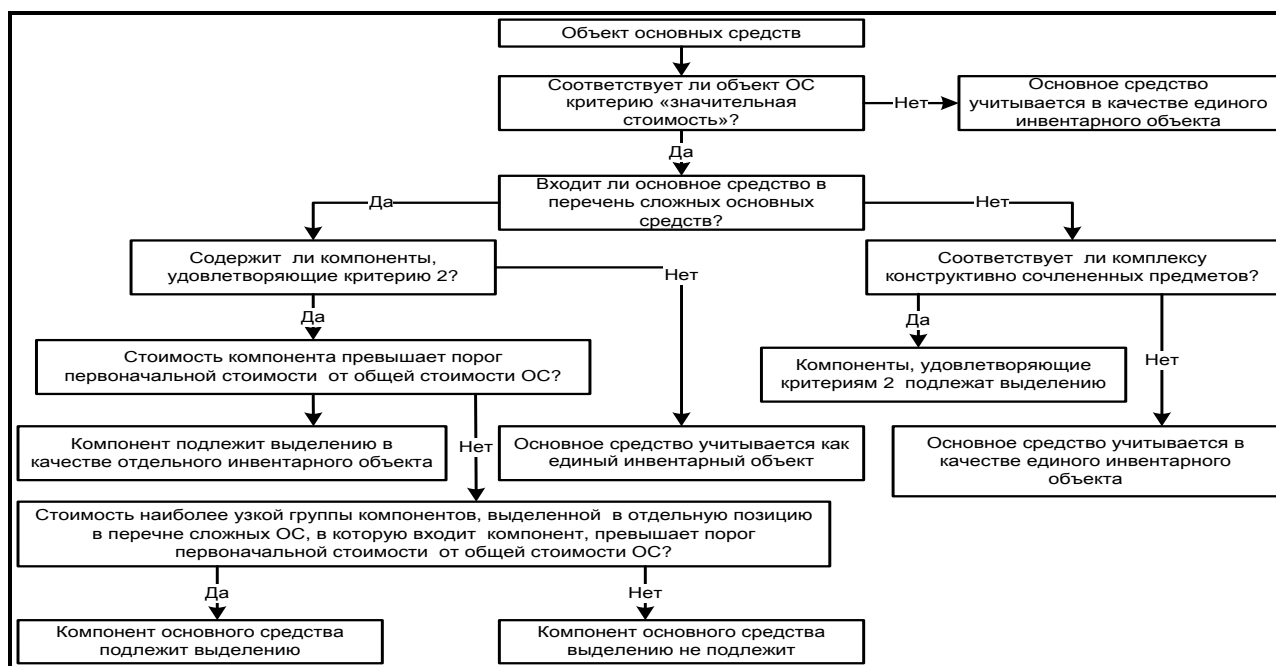 Объект основных средств
Соответствует ли объект ОС
критерию «значительная
стоимость»?
Нет
Основное средство
учитывается в качестве единого
инвентарного объекта
Да
Входит ли основное средство в
перечень сложных основных
средств?
Да
Нет
Содержит ли компоненты,
удовлетворяющие критерию 2?
Нет
Соответствует ли комплексу
конструктивно сочлененных предметов?
Да
Да
Нет
Стоимость компонента превышает порог
первоначальной стоимости от общей стоимости ОС?
Компоненты, удовлетворяющие
критериям 2 подлежат выделению
Компонент подлежит выделению в
качестве отдельного инвентарного объекта
Нет
Основное средство учитывается как
единый инвентарный объект
Основное средство учитывается в
качестве единого инвентарного
объекта
Стоимость наиболее узкой группы компонентов, выделенной в отдельную позицию
в перечне сложных ОС, в которую входит компонент, превышает порог
первоначальной стоимости от общей стоимости ОС?
Да
Нет
Компонент основного средства
подлежит выделению
Компонент основного средства
выделению не подлежит